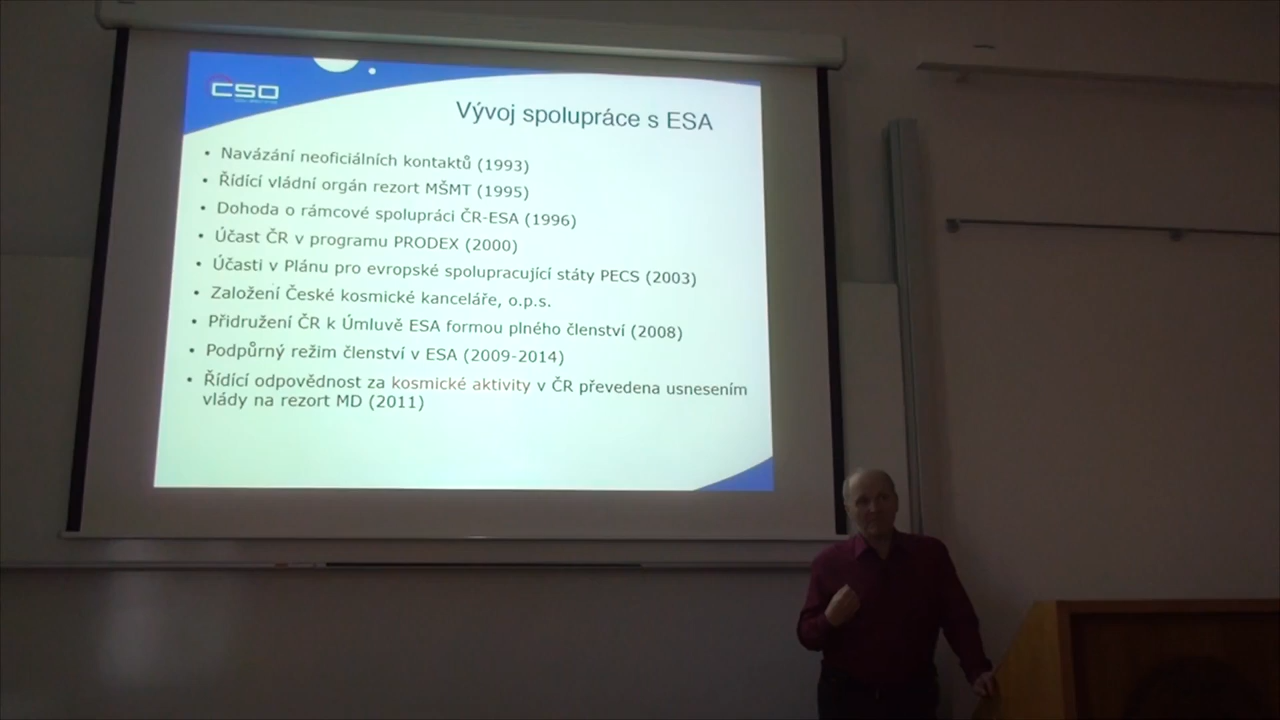 CSO
Vývoj spolupráce s ESA
• Navázání neoficiálních kontaktů (1993)
• Řídící vládní orgán rezort MŠMT (1995)
• Dohoda o rámcové spolupráci ČR-ESA (1996)
• Účast ČR v programu PRODEX (2000)
• Účasti v Plánu pro evropské spolupracující státy PECS (2003)
• Založení České kosmické kanceláře, o.p.s.
• Přidružení ČR k Úmluvě ESA formou plného členství (2008)
• Podpůrný režim členství v ESA (2009-2014)
• Řídící odpovědnost za kosmické aktivity v ČR převedena usnesením
vlády na rezort MD (2011)